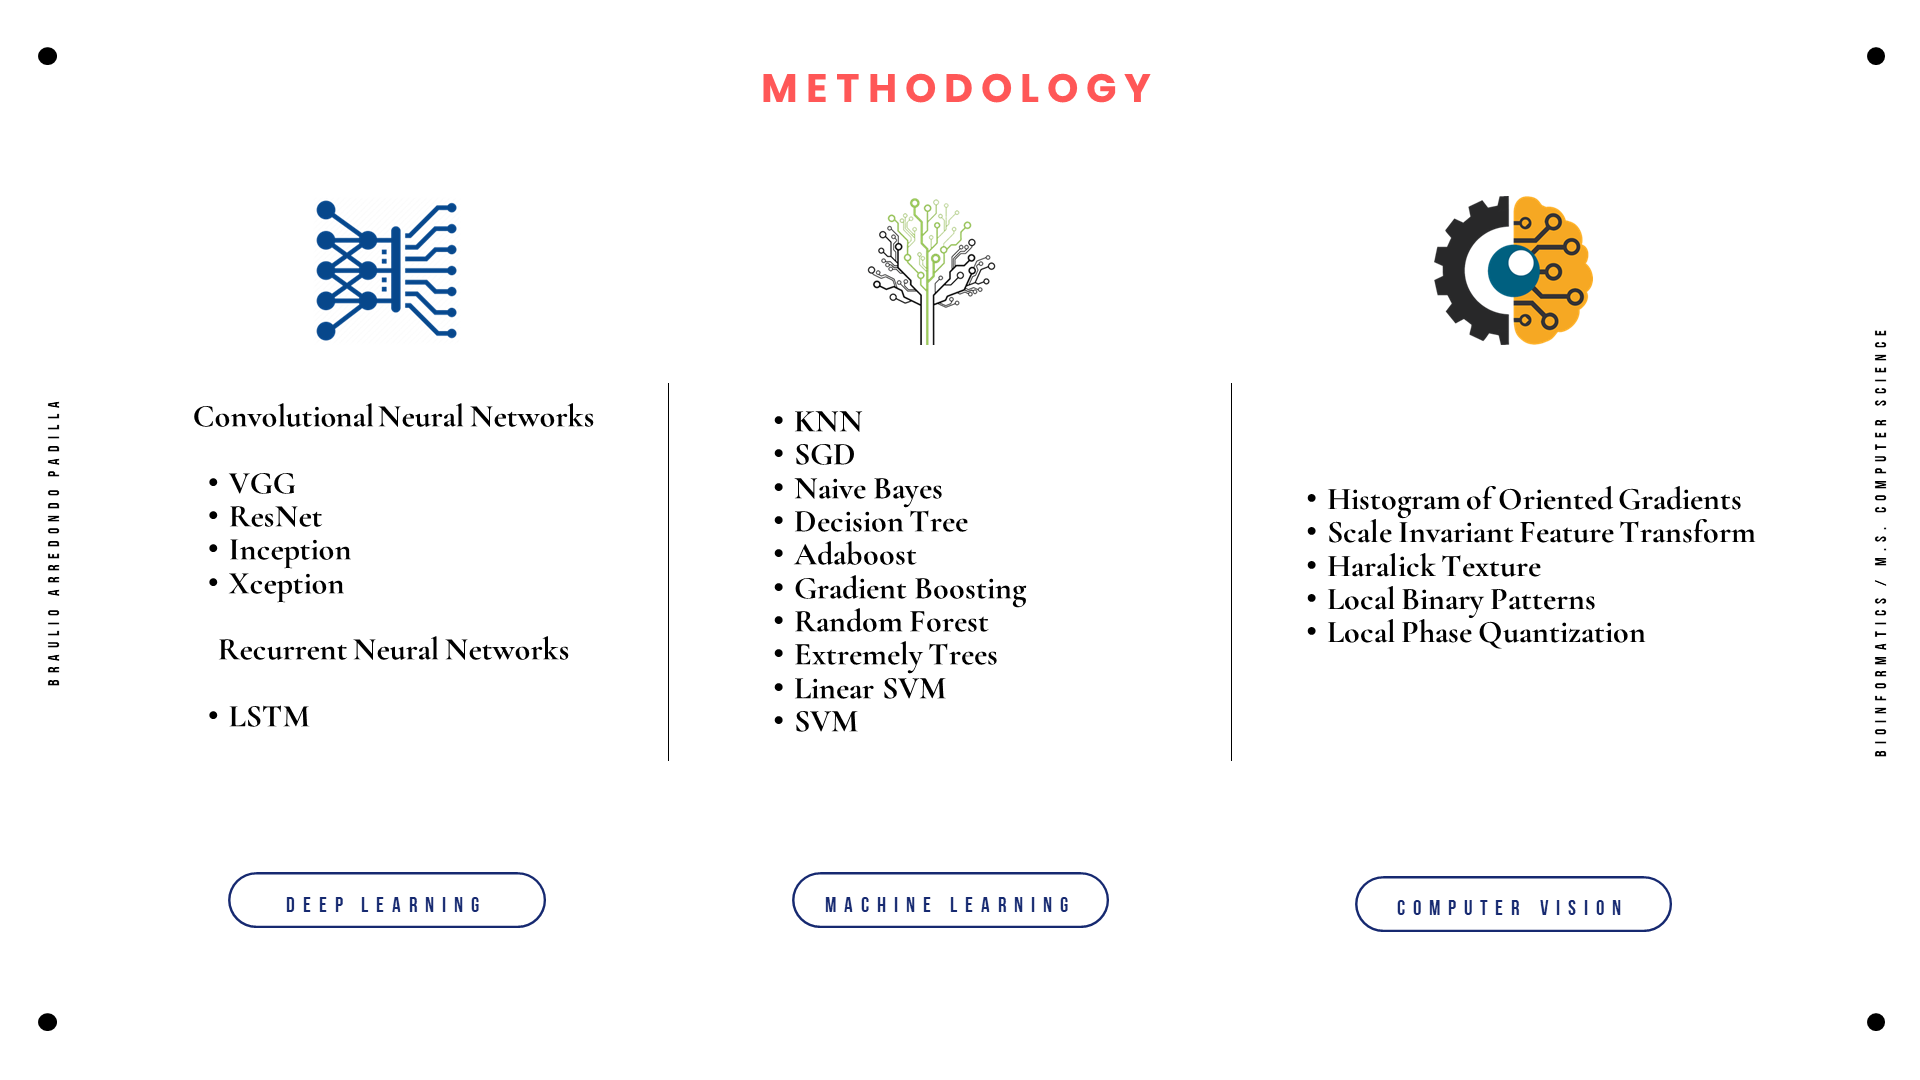 METHODOLOGY
BRAULIO ARREDONDO PADILLA
Convolutional Neural Networks
• VGG
• ResNet
• Inception
• Xception
Recurrent Neural Networks
• LSTM
DEEP LEARNING
• KNN
• SGD
• Naive Bayes
• Decision Tree
• Adaboost
• Gradient Boosting
• Random Forest
• Extremely Trees
• Linear SVM
• SVM
MACHINE LEARNING
• Histogram of Oriented Gradients
• Scale Invariant Feature Transform
• Haralick Texture
• Local Binary Patterns
• Local Phase Quantization
COMPUTER VISION
BIOINFORMATICS / M.S. COMPUTER SCIENCE